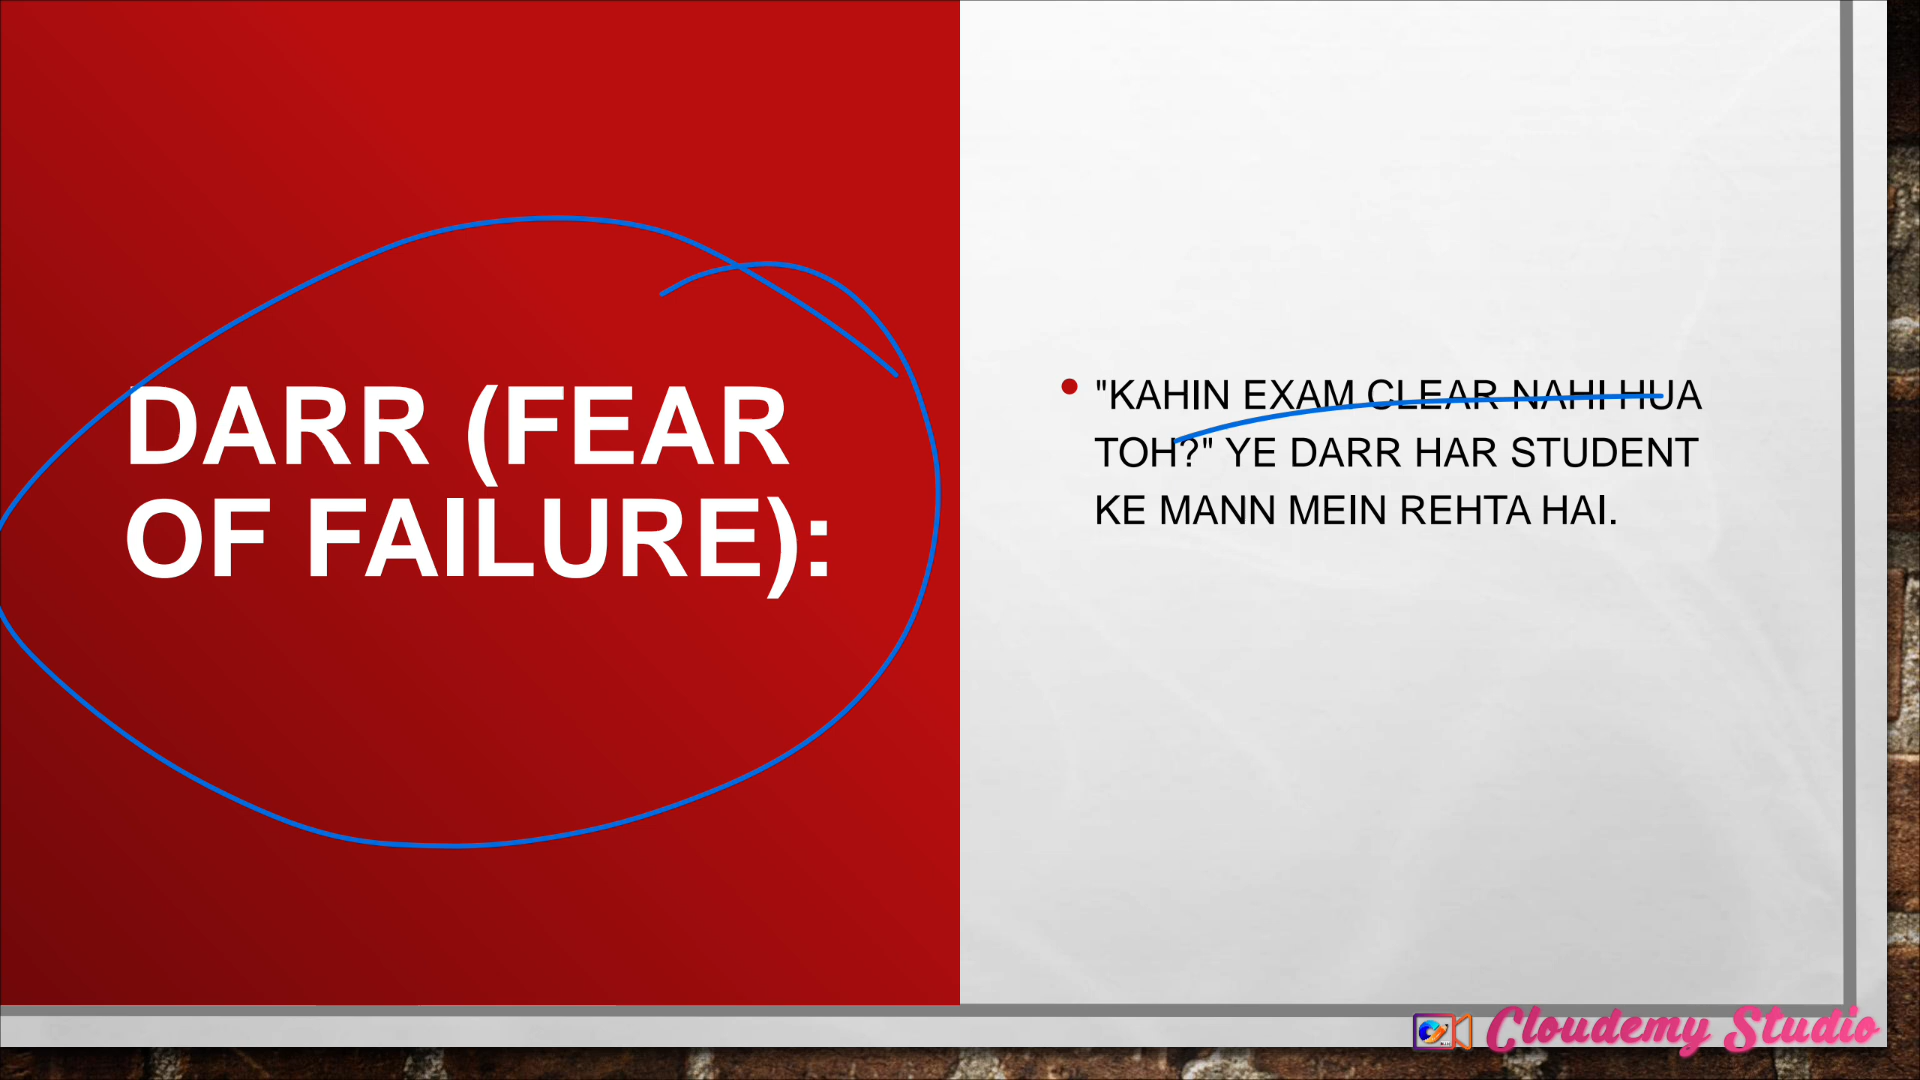 DARR (FEAR
OF FAILURE):
"KAHIN EXAM CLEAR NAHI HUA
TOH?" YE DARR HAR STUDENT
KE MANN MEIN REHTA HAI.
Cloudemy Studio